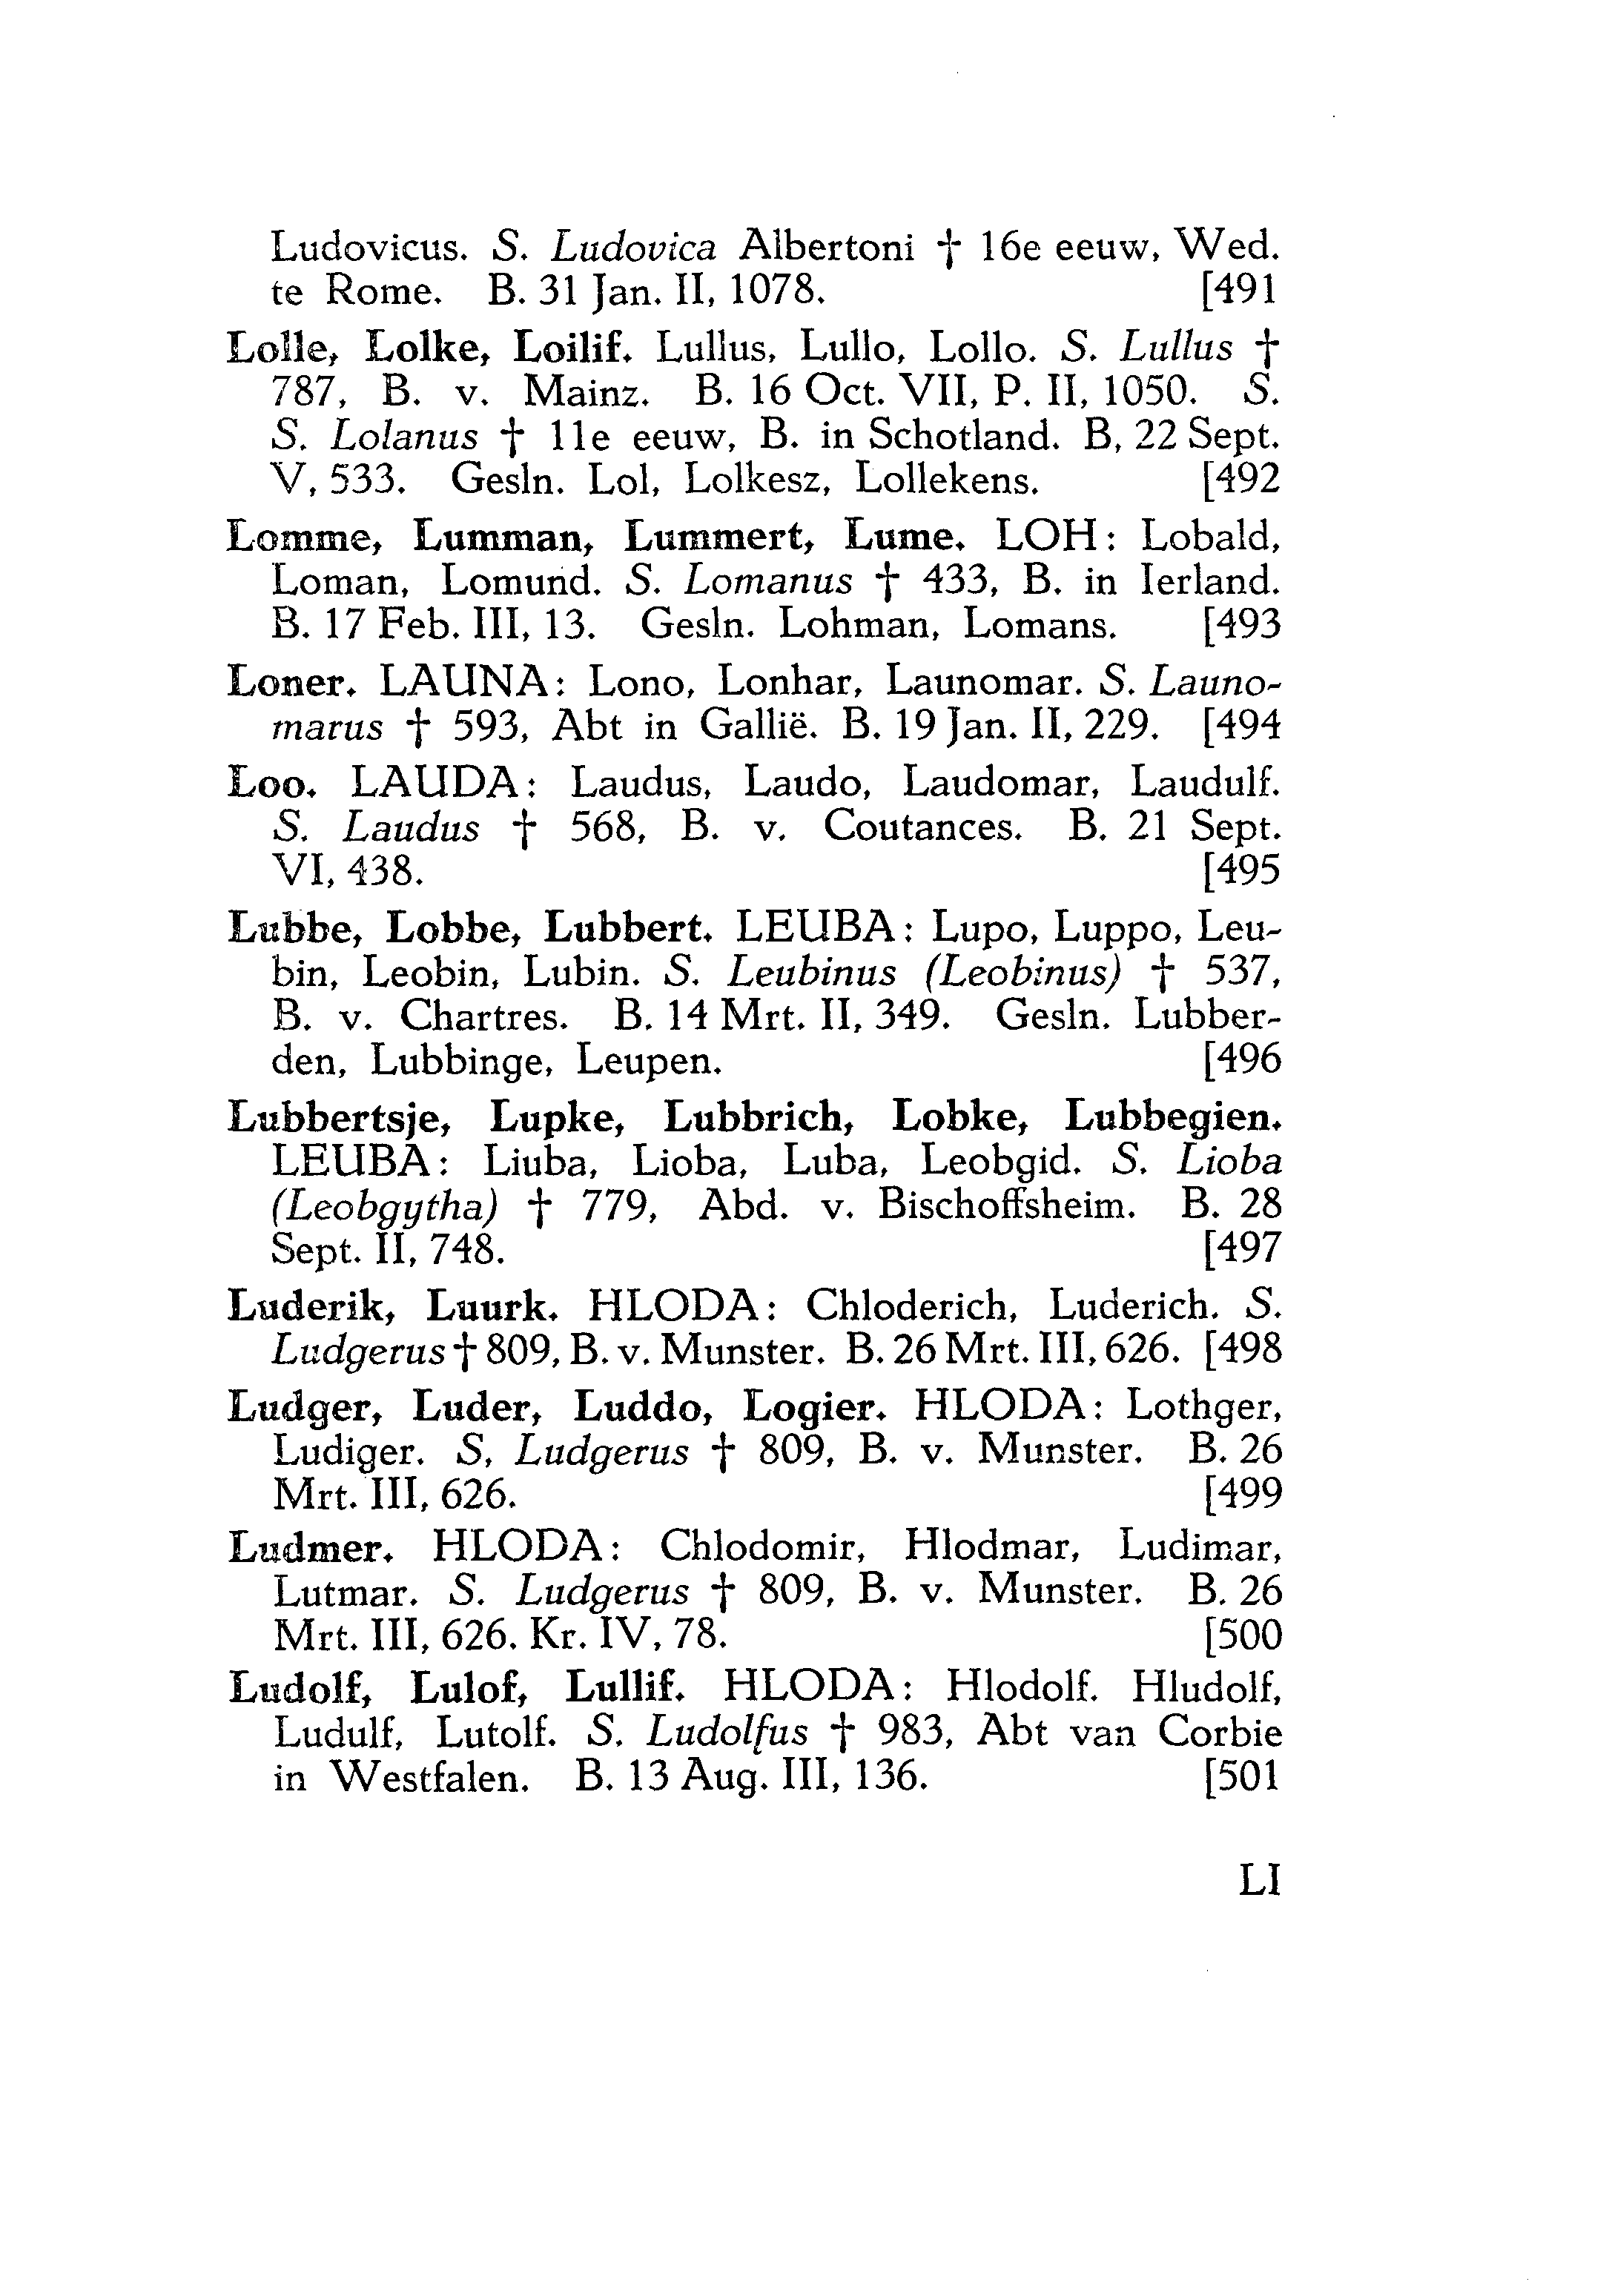 Ludovicus. S. Ludovica Albertoni † 16e eeuw, Wed.
te Rome. B. 31 Jan. II, 1078. [491
Lolle, Lolke, Loilif. Lullus, Lullo, Lollo. S. Lullus †
787, B. v. Mainz. B. 16 Oct. VII, P. II, 1050. S.
S. Lolanus † 11e eeuw, B. in Schotland. B, 22 Sept.
V, 533. Gesln. Lol, Lolkesz, Lollekens. [492
Lomme, Lumman, Lummert, Lume. LOH: Lobald,
Loman, Lomund. S. Lomanus † 433, B. in Ierland.
B. 17 Feb. III, 13. Gesln. Lohman, Lomans. [493
Loner. LAUNA: Lono, Lonhar, Launomar. S. Launo-
marus † 593, Abt in Gallië. B. 19 Jan. II, 229. [494
Loo. LAUDA: Laudus, Laudo, Laudomar, Laudulf.
S. Laudus † 568, B. v. Coutances. B. 21 Sept.
VI, 438. [495
Lubbe, Lobbe, Lubbert. LEUBA: Lupo, Luppo, Leu-
bin, Leobin, Lubin. S. Leubinus (Leobinus) † 537,
B. v. Chartres. B. 14 Mrt. II, 349. Gesln. Lubber-
den, Lubbinge, Leupen. [496
Lubbertsje, Lupke, Lubbrich, Lobke, Lubbegien.
LEUBA: Liuba, Lioba, Luba, Leobgid. S. Lioba
(Leobgytha) † 779, Abd. v. Bischoffsheim. B. 28
Sept. II, 748. [497
Luderik, Luurk. HLODA: Chloderich, Luderich. S.
Ludgerus † 809, B. v. Munster. B. 26 Mrt. III, 626. [498
Ludger, Luder, Luddo, Logier. HLODA: Lothger,
Ludiger. S, Ludgerus † 809, B. v. Munster. B. 26
Mrt. III, 626. [499
Ludmer. HLODA: Chlodomir, Hlodmar, Ludimar,
Lutmar. S. Ludgerus † 809, B. v. Munster. B. 26
Mrt. III, 626. Kr. IV, 78. [500
Ludolf, Lulof, Lullif. HLODA: Hlodolf. Hludolf,
Ludulf, Lutolf. S. Ludolfus † 983, Abt van Corbie
in Westfalen. B. 13 Aug. III, 136. [501
LI